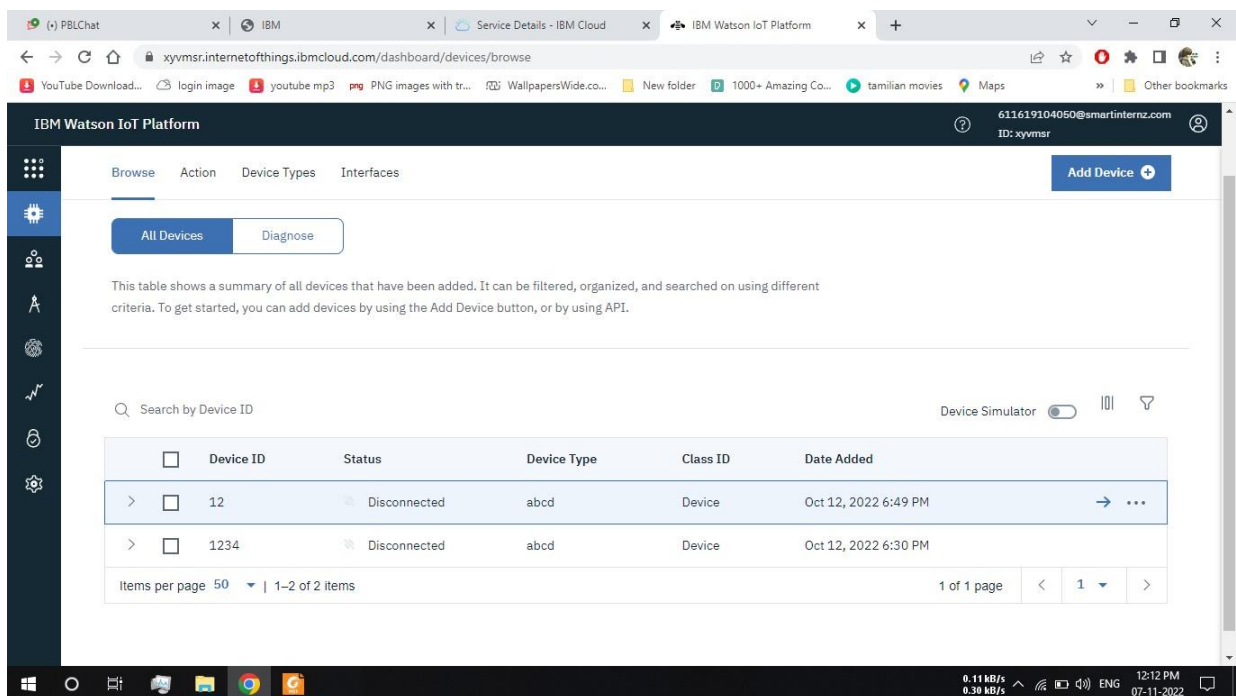 (•) PBLChat
IBM
Service Details - IBM Cloud
IBM Watson IoT Platform
xyvmsr.internetofthings.ibmcloud.com/dashboard/devices/browse
YouTube Download...
login image
youtube mp3
png
PNG images with tr...
WallpapersWide.co...
New folder
D
1000+ Amazing Co...
tamilian movies
Maps
»
Other bookmarks
IBM Watson IoT Platform
611619104050@smartinternz.com
ID: xyvmsr
Browse Action Device Types Interfaces
Add Device
All Devices Diagnose
This table shows a summary of all devices that have been added. It can be filtered, organized, and searched on using different
criteria. To get started, you can add devices by using the Add Device button, or by using API.
Search by Device ID
Device Simulator
Device ID Status Device Type Class ID Date Added
12 Disconnected abcd Device Oct 12, 2022 6:49 PM
1234 Disconnected abcd Device Oct 12, 2022 6:30 PM
Items per page 50 | 1–2 of 2 items
1 of 1 page < 1 >
0.11 kB/s
0.30 kB/s
ENG
12:12 PM
07-11-2022